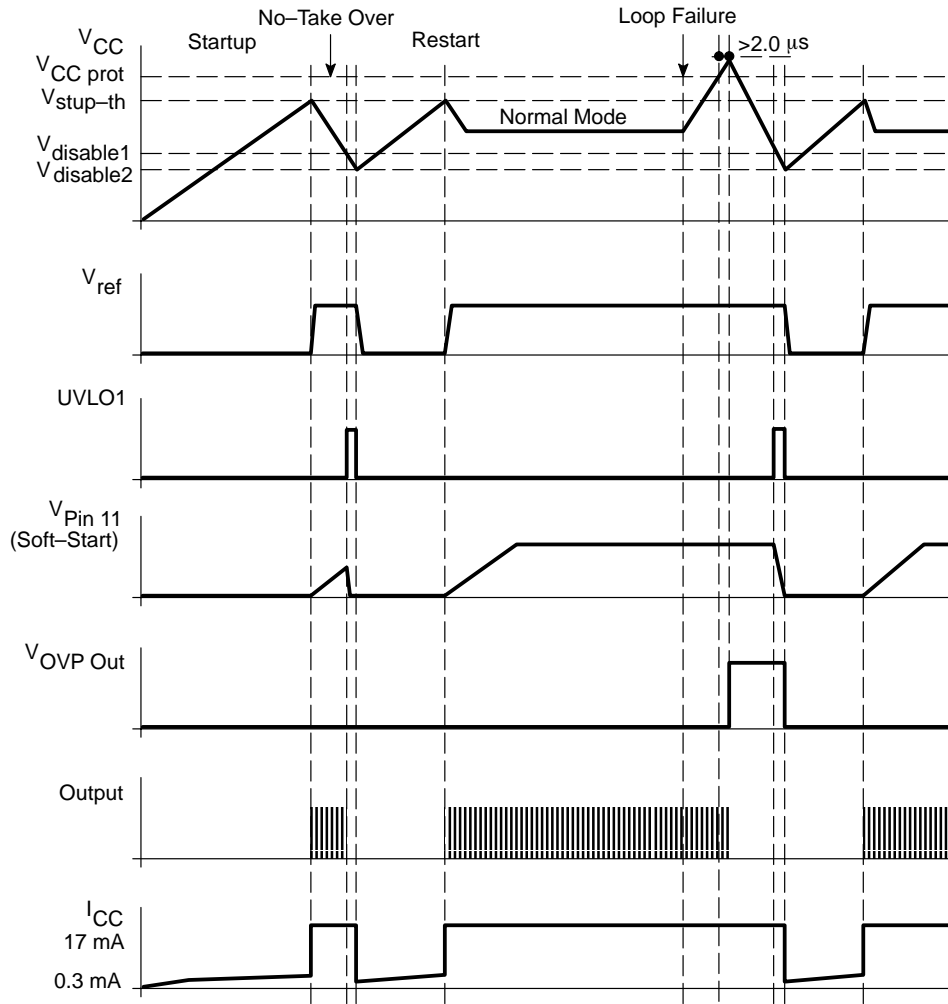 No–Take Over
Loop Failure
VCC
Startup
Restart
>2.0 μs
VCC prot
Vstup–th
Normal Mode
Vdisable1
Vdisable2
Vref
UVLO1
VPin 11
(Soft–Start)
VOVP Out
Output
ICC
17 mA
0.3 mA